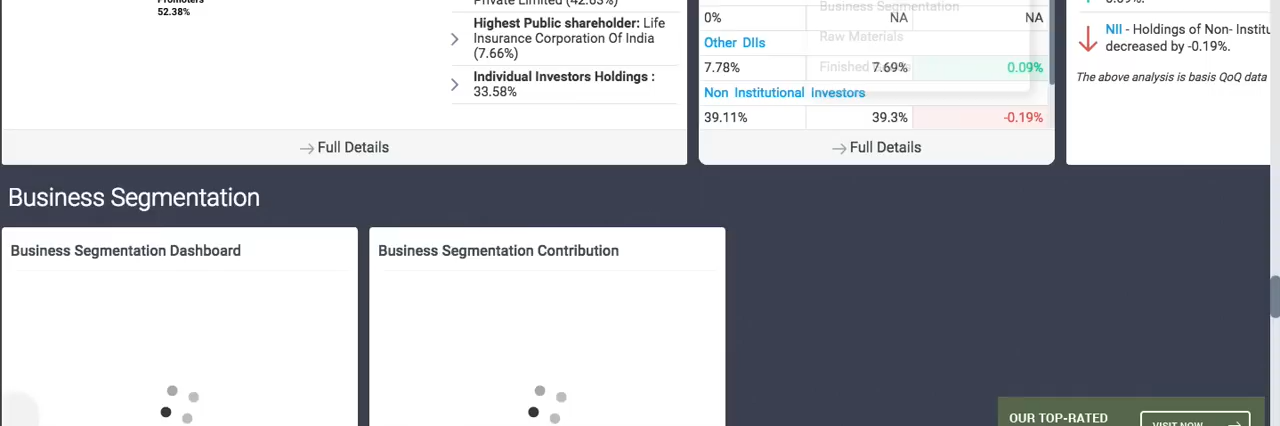 Promoters
52.38%
Private Limited (42.63%)
Highest Public shareholder: Life
Insurance Corporation Of India
(7.66%)
Individual Investors Holdings :
33.58%
Full Details
0% NA NA
Other DIIs
7.78% 7.69% 0.09%
Non Institutional Investors
39.11% 39.3% -0.19%
Full Details
Business Segmentation
Raw Materials
Finished
NII - Holdings of Non- Institu
decreased by -0.19%.
The above analysis is basis QoQ data
Business Segmentation
Business Segmentation Dashboard
Business Segmentation Contribution
OUR TOP-RATED
VISIT NOW